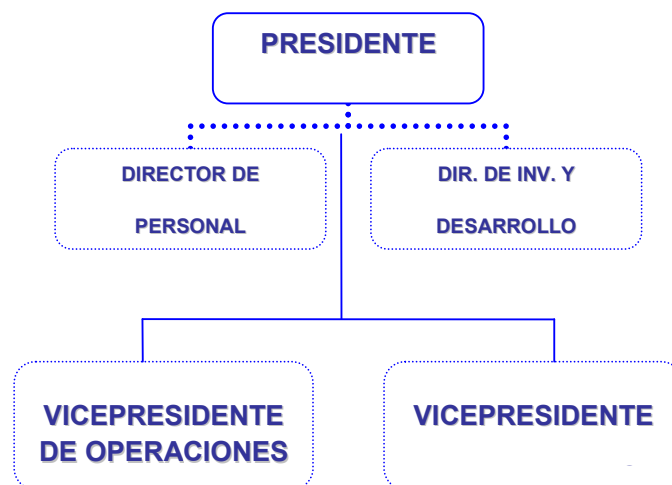 PRESIDENTE
DIRECTOR DE
PERSONAL
DIR. DE INV. Y
DESARROLLO
VICEPRESIDENTE
DE OPERACIONES
VICEPRESIDENTE